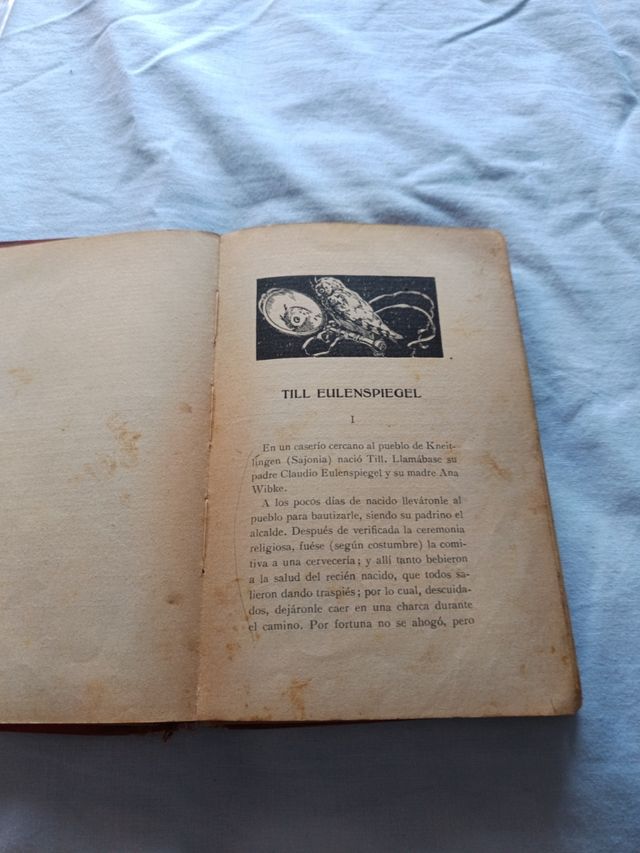 TILL EULENSPIEGEL
I
En un caserío cercano al pueblo de Kneit-
lingen (Sajonia) nació Till. Llamábase su
padre Claudio Eulenspiegel y su madre Ana
Wibke.
A los pocos días de nacido lleváronle al
pueblo para bautizarle, siendo su padrino el
alcalde. Después de verificada la ceremonia
religiosa, fuése (según costumbre) la comi-
tiva a una cervecería; y allí tanto bebieron
a la salud del recién nacido, que todos sa-
lieron dando traspiés; por lo cual, descuida-
dos, dejáronle caer en una charca durante
el camino. Por fortuna no se ahogó, pero